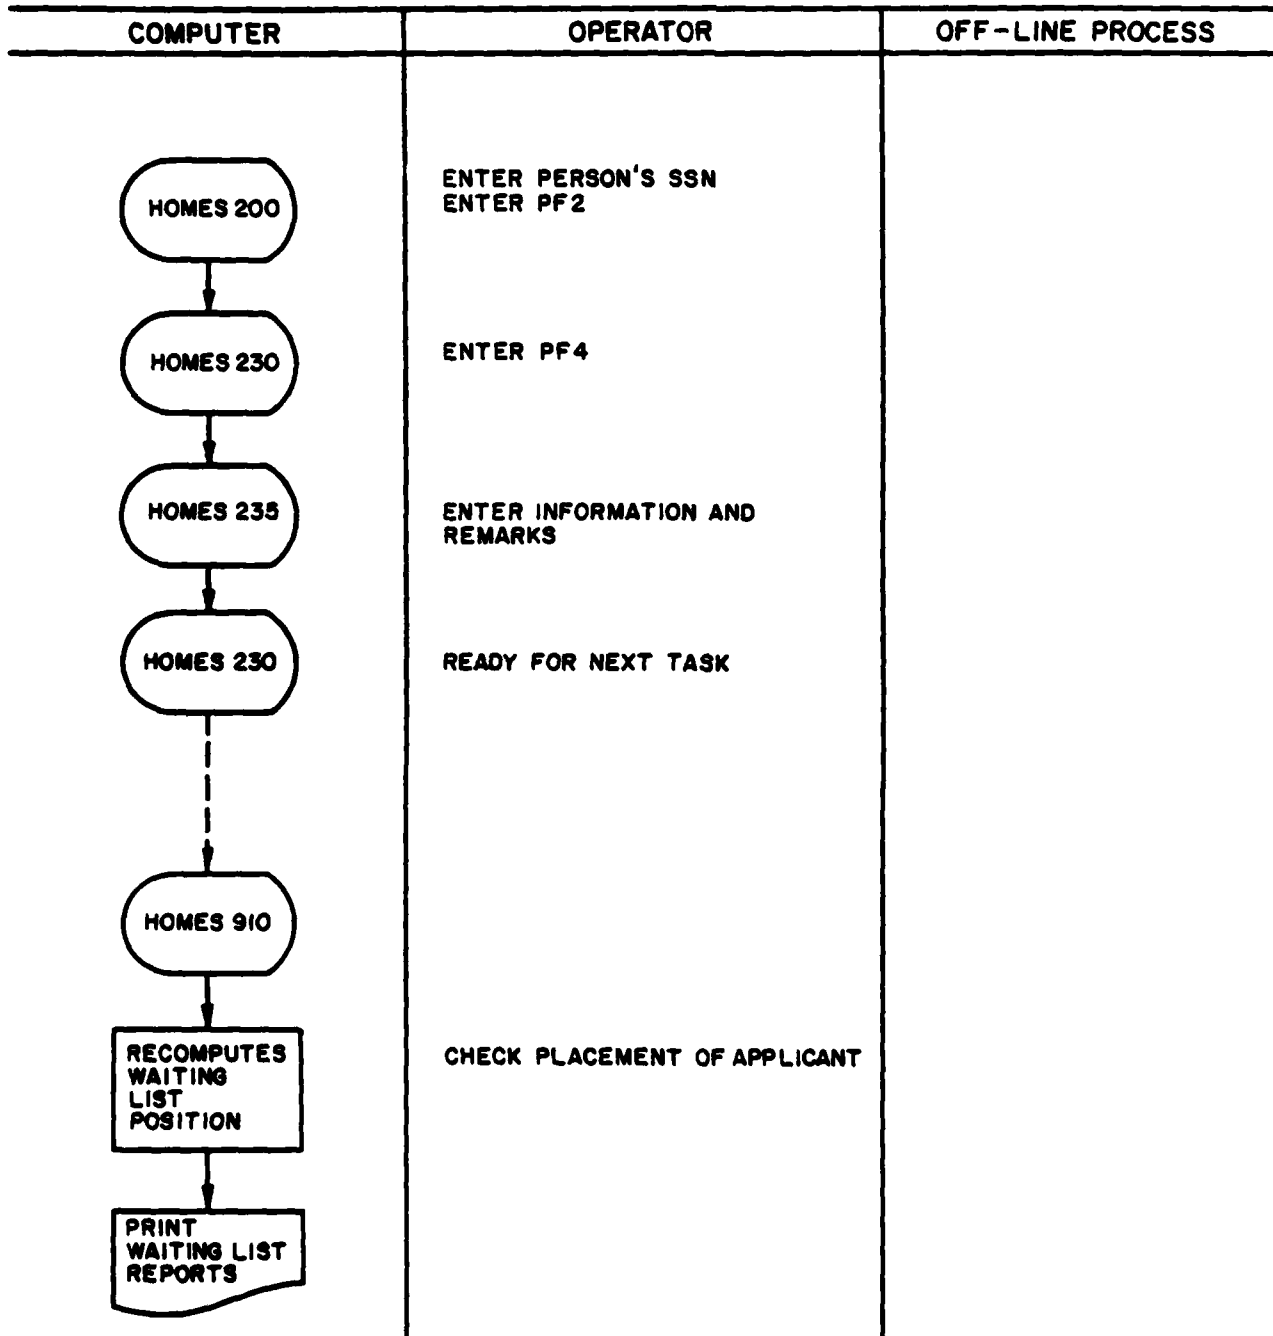 COMPUTER
OPERATOR
OFF-LINE PROCESS
HOMES 200
ENTER PERSON'S SSN
ENTER PF2
HOMES 230
ENTER PF4
HOMES 235
ENTER INFORMATION AND
REMARKS
HOMES 230
READY FOR NEXT TASK
HOMES 910
RECOMPUTES
WAITING
LIST
POSITION
CHECK PLACEMENT OF APPLICANT
PRINT
WAITING LIST
REPORTS